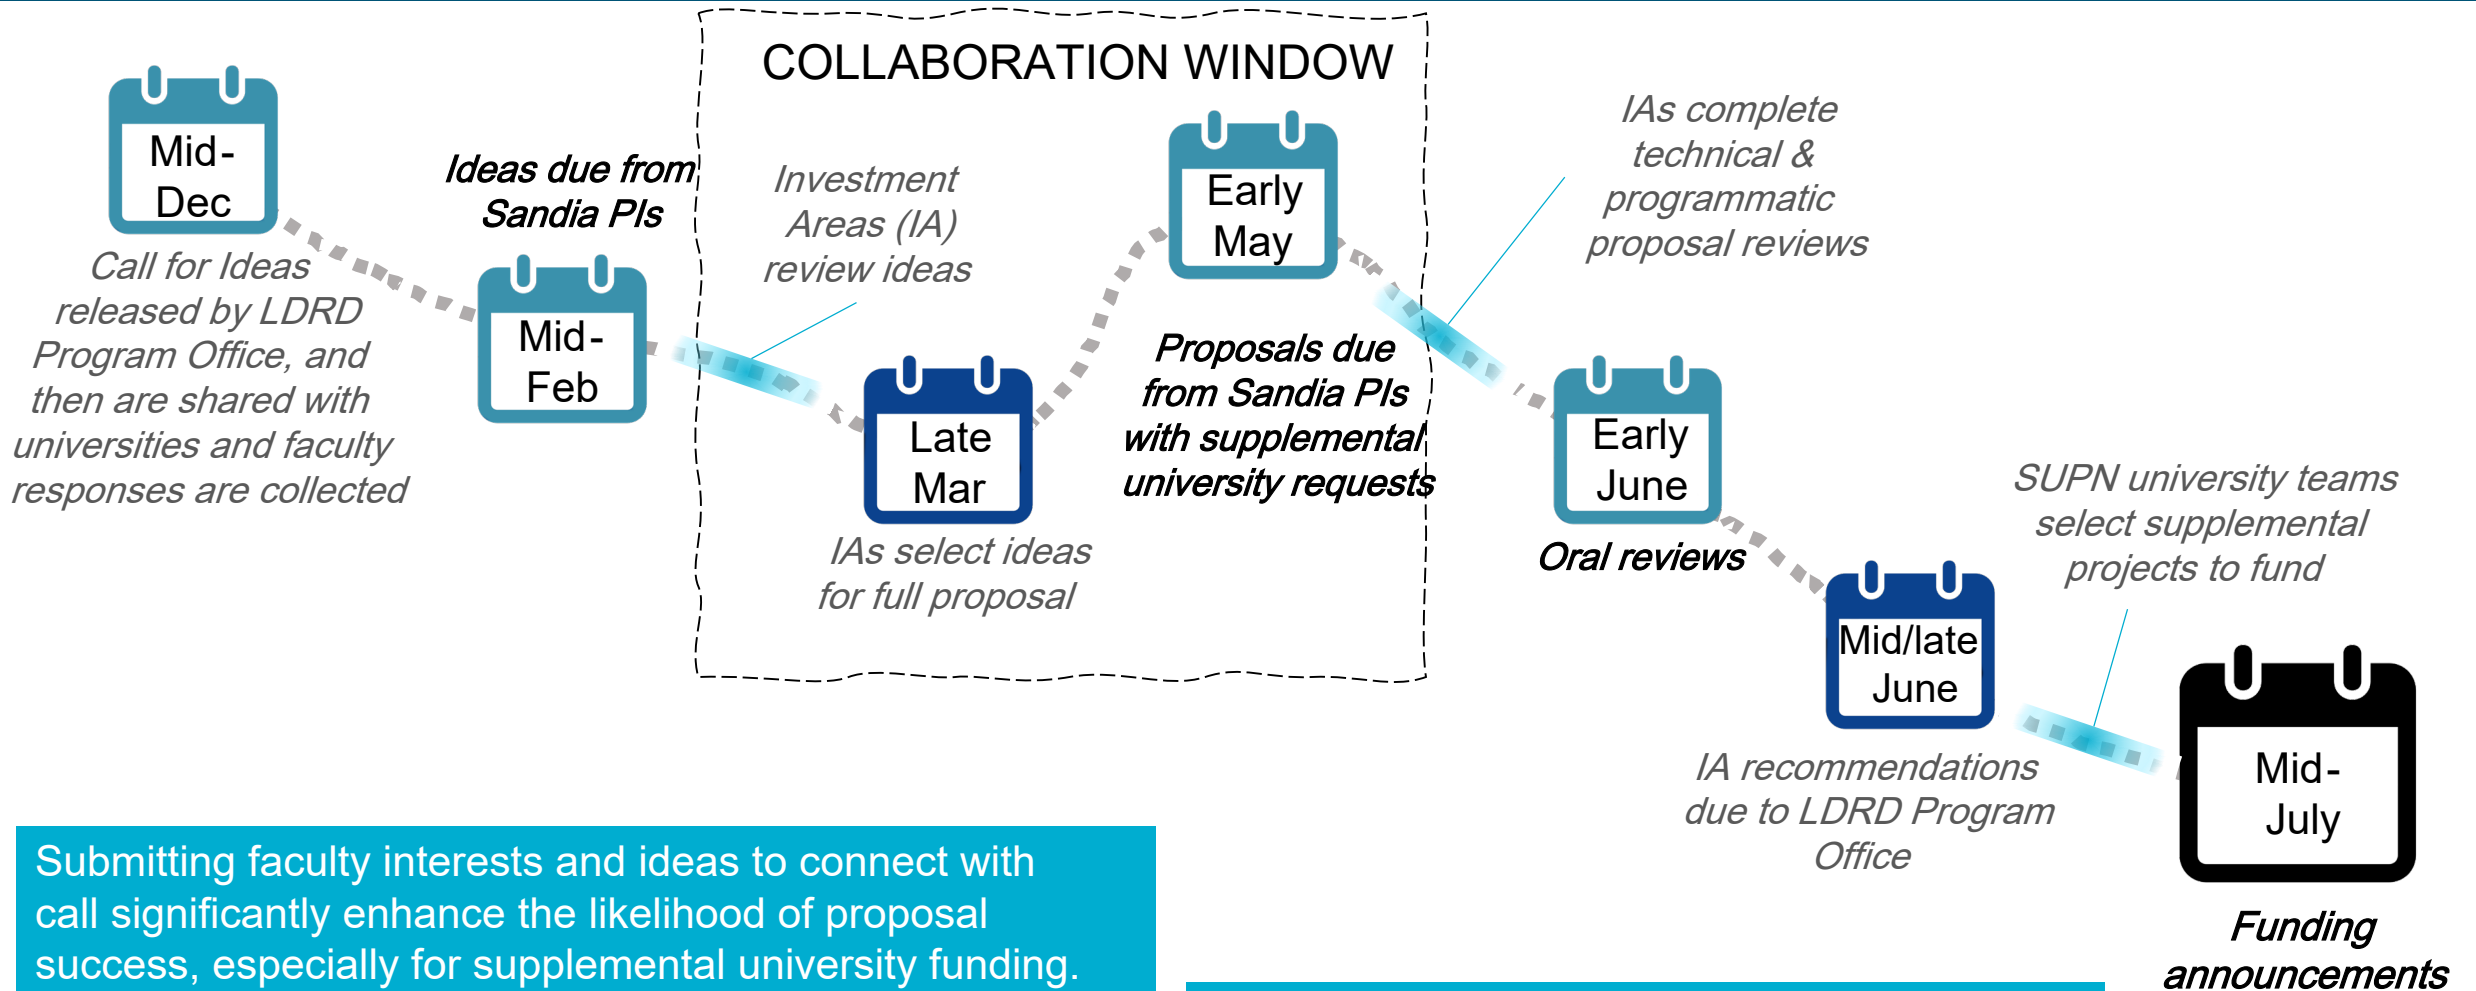 COLLABORATION WINDOW
Mid-
Dec
Call for Ideas
released by LDRD
Program Office, and
then are shared with
universities and faculty
responses are collected
Ideas due from
Sandia PIs
Mid-
Feb
Investment
Areas (IA)
review ideas
Late
Mar
IAs select ideas
for full proposal
Early
May
Proposals due
from Sandia PIs
with supplemental
university requests
IAs complete
technical &
programmatic
proposal reviews
Early
June
Oral reviews
Mid/late
June
IA recommendations
due to LDRD Program
Office
SUPN university teams
select supplemental
projects to fund
Mid-
July
Funding
announcements
Submitting faculty interests and ideas to connect with
call significantly enhance the likelihood of proposal
success, especially for supplemental university funding.